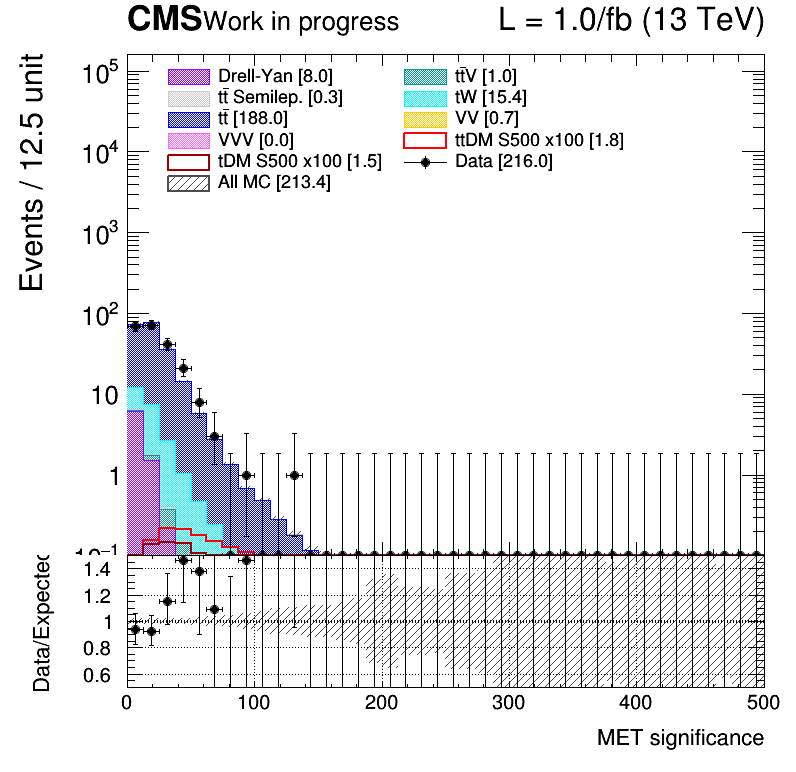 CMS Work in progress L = 1.0/fb (13 TeV)
Events / 12.5 unit
Drell-Yan [8.0] tt̄V [1.0]
tt̄ Semilep. [0.3] tW [15.4]
tt̄ [188.0] VV [0.7]
VVV [0.0] ttDM S500 x100 [1.8]
tDM S500 x100 [1.5] Data [216.0]
All MC [213.4]
10⁵
10⁴
10³
10²
10
1
10⁻¹
Data/Expected
1.4
1.2
1
0.8
0.6
0 100 200 300 400 500
MET significance